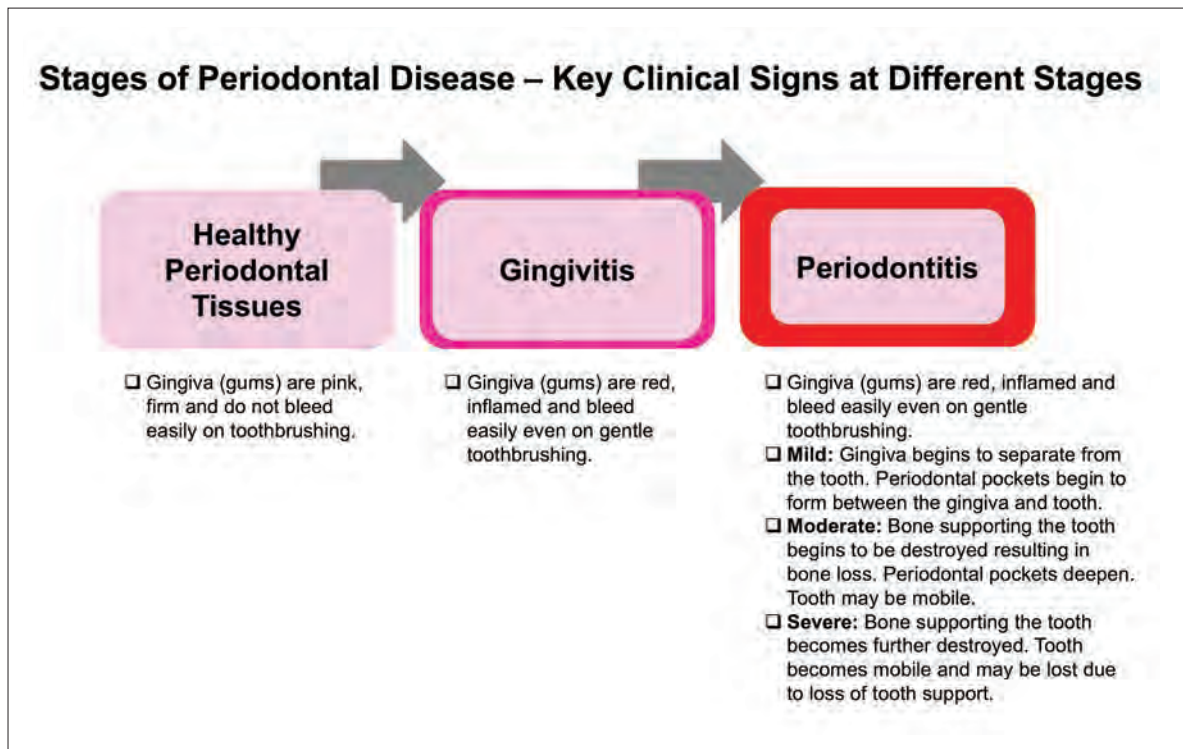 Stages of Periodontal Disease – Key Clinical Signs at Different Stages
Healthy
Periodontal
Tissues
❑ Gingiva (gums) are pink,
firm and do not bleed
easily on toothbrushing.
Gingivitis
❑ Gingiva (gums) are red,
inflamed and bleed
easily even on gentle
toothbrushing.
Periodontitis
❑ Gingiva (gums) are red, inflamed and
bleed easily even on gentle
toothbrushing.
❑ Mild: Gingiva begins to separate from
the tooth. Periodontal pockets begin to
form between the gingiva and tooth.
❑ Moderate: Bone supporting the tooth
begins to be destroyed resulting in
bone loss. Periodontal pockets deepen.
Tooth may be mobile.
❑ Severe: Bone supporting the tooth
becomes further destroyed. Tooth
becomes mobile and may be lost due
to loss of tooth support.